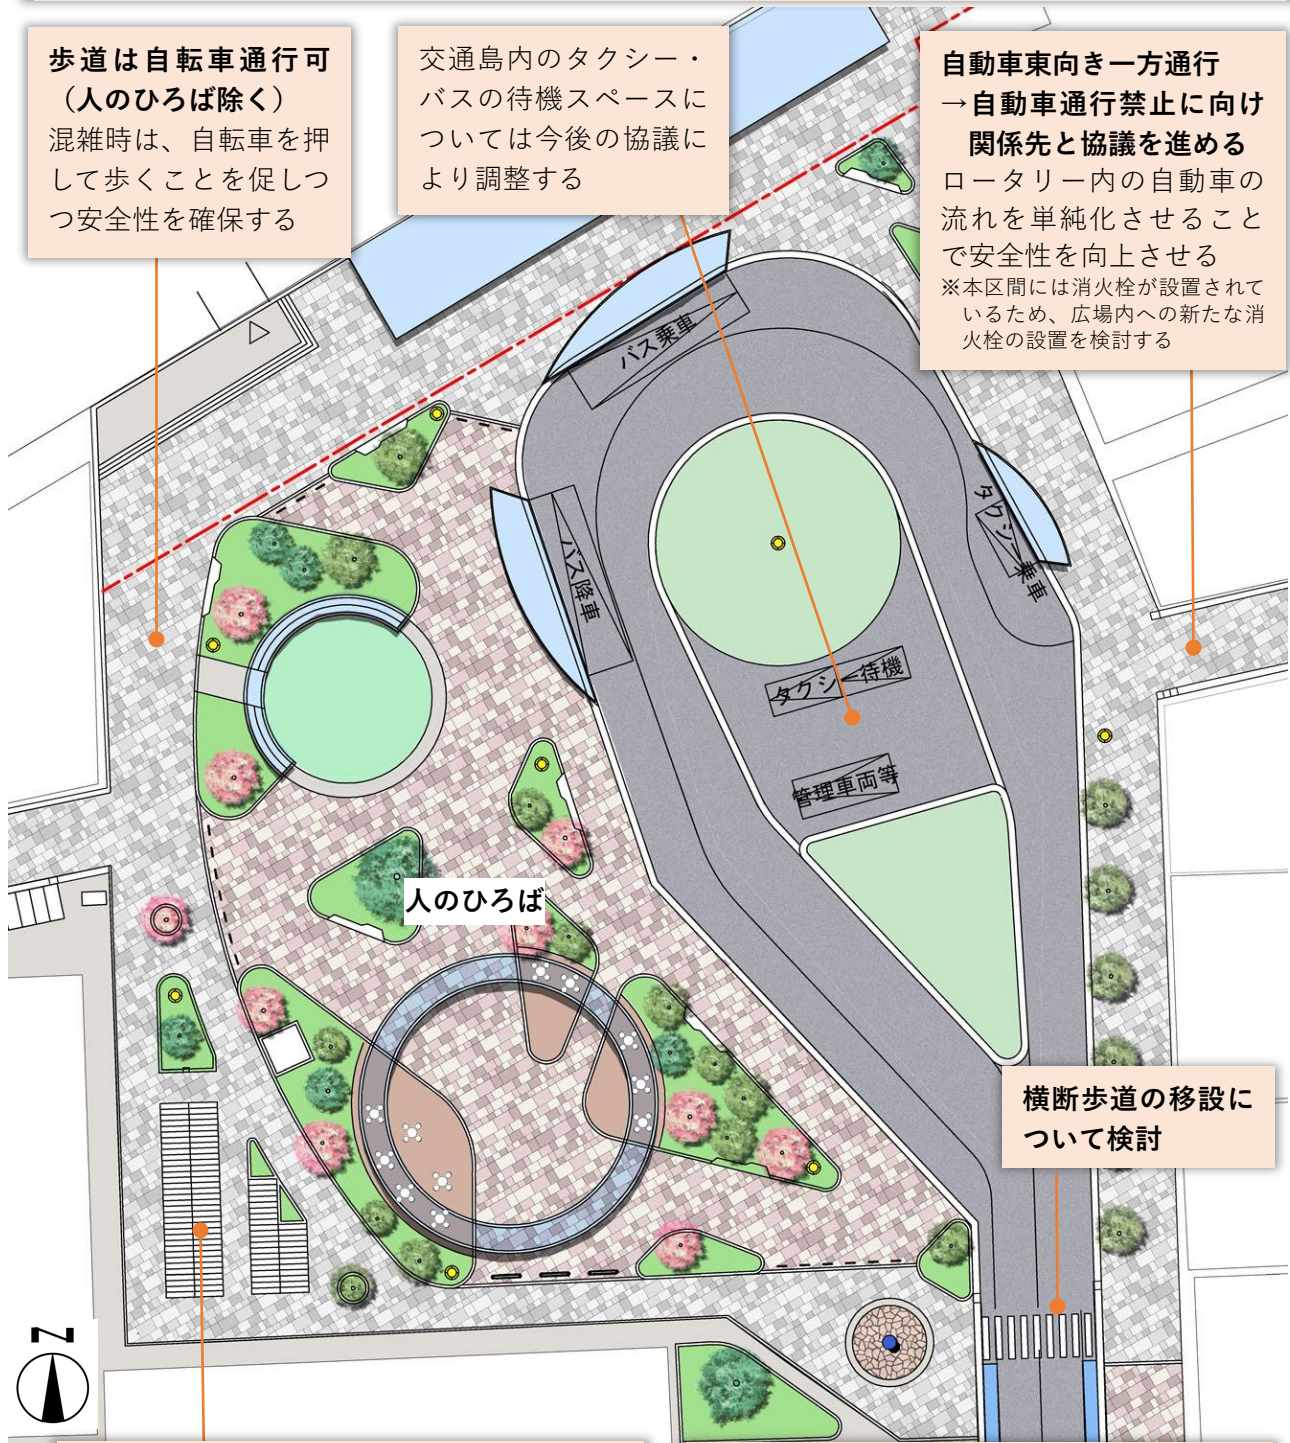 歩道は自転車通行可
（人のひろば除く）
混雑時は、自転車を押
して歩くことを促しつ
つ安全性を確保する
交通島内のタクシー・
バスの待機スペースに
ついては今後の協議に
より調整する
自動車東向き一方通行
→自動車通行禁止に向け
関係先と協議を進める
ロータリー内の自動車の
流れを単純化させること
で安全性を向上させる
※本区間には消火栓が設置されて
いるため、広場内への新たな消
火栓の設置を検討する
バス乗車
バス降車
タクシー乗車
タクシー待機
管理車両等
人のひろば
横断歩道の移設に
ついて検討
N